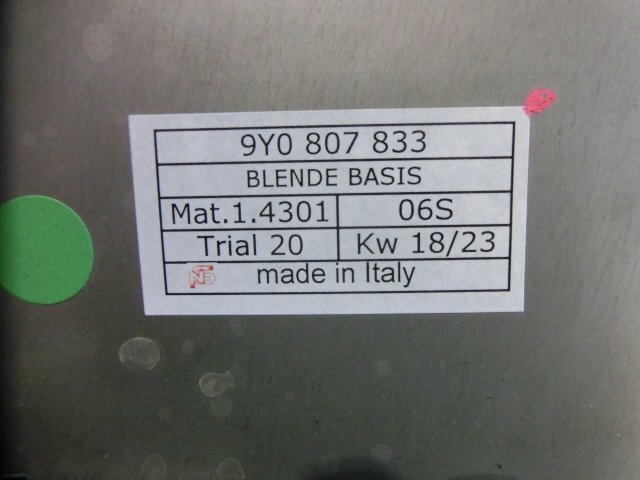 9Y0 807 833
BLENDE BASIS
Mat.1.4301 06S
Trial 20 Kw 18/23
made in Italy